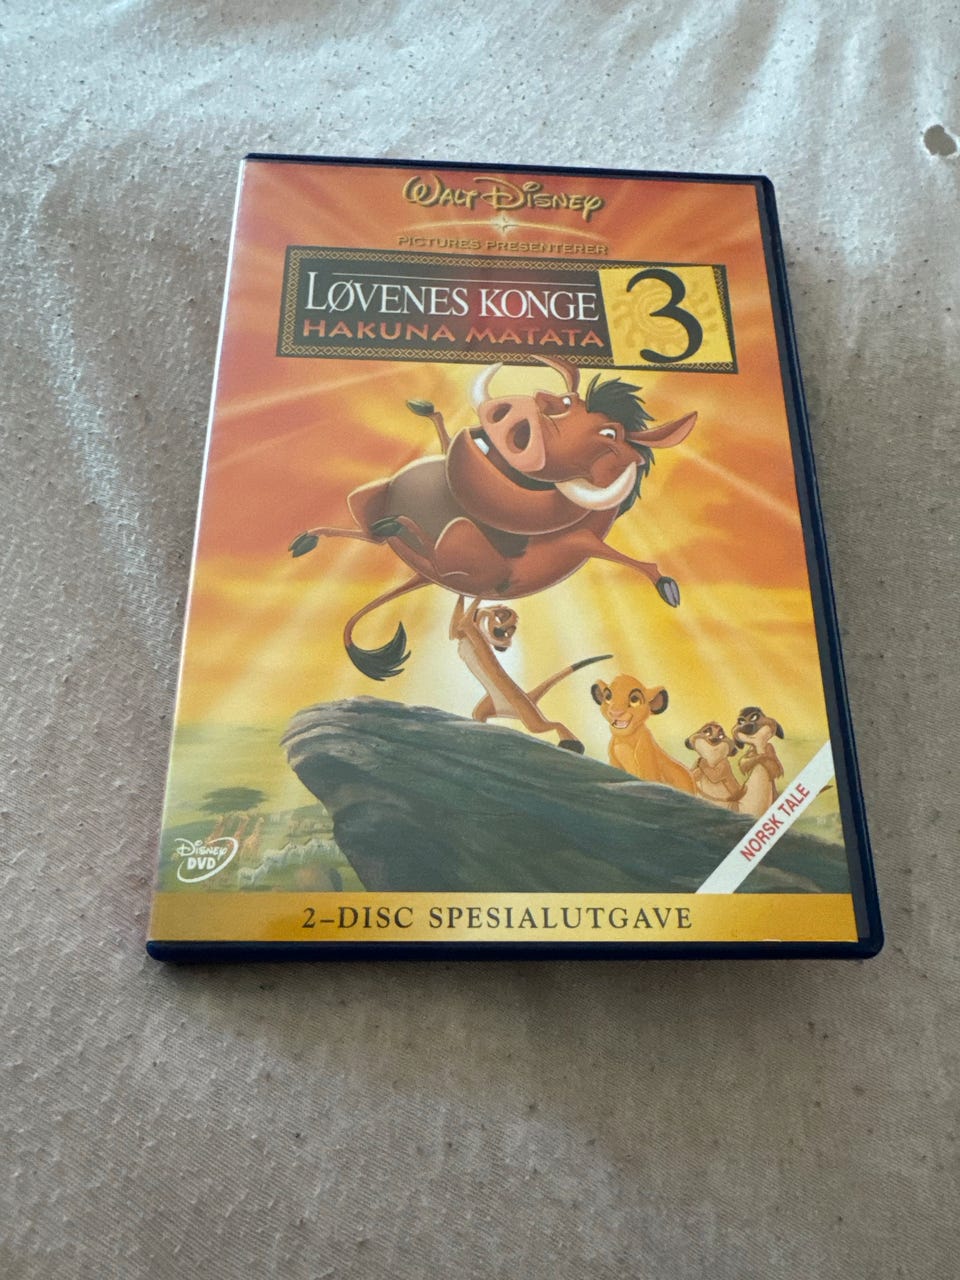 WALT DISNEY
PICTURES PRESENTERER
LØVENES KONGE 3
HAKUNA MATATA
NORSK TALE
DISNEY
DVD
2-DISC SPESIALUTGAVE